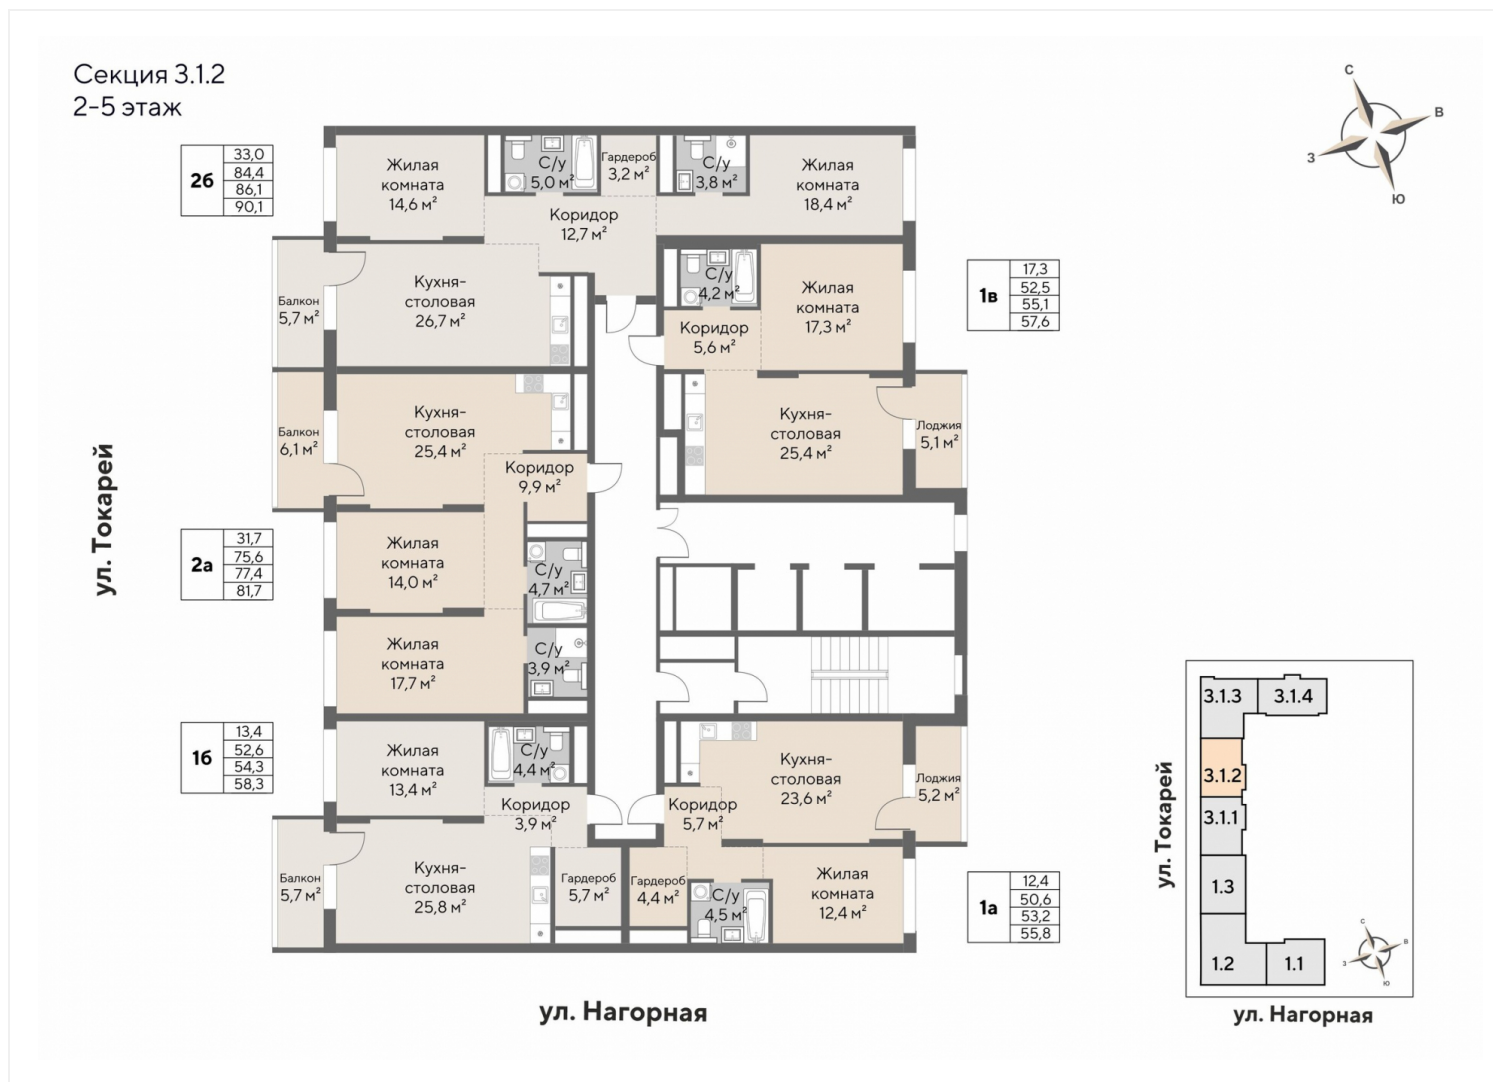 Секция 3.1.2
2-5 этаж
С
В
З
Ю
2б
33,0
84,4
86,1
90,1
Жилая
комната
14,6 м²
С/у
5,0 м²
Гардероб
3,2 м²
С/у
3,8 м²
Жилая
комната
18,4 м²
Коридор
12,7 м²
Балкон
5,7 м²
Кухня-
столовая
26,7 м²
С/у
4,2 м²
Жилая
комната
17,3 м²
Коридор
5,6 м²
1в
17,3
52,5
55,1
57,6
Балкон
6,1 м²
Кухня-
столовая
25,4 м²
Коридор
9,9 м²
Кухня-
столовая
25,4 м²
Лоджия
5,1 м²
ул. Токарей
2а
31,7
75,6
77,4
81,7
Жилая
комната
14,0 м²
С/у
4,7 м²
Жилая
комната
17,7 м²
С/у
3,9 м²
1б
13,4
52,6
54,3
58,3
Жилая
комната
13,4 м²
С/у
4,4 м²
Коридор
3,9 м²
Балкон
5,7 м²
Кухня-
столовая
25,8 м²
Гардероб
5,7 м²
Кухня-
столовая
23,6 м²
Коридор
5,7 м²
Лоджия
5,2 м²
Гардероб
4,4 м²
С/у
4,5 м²
Жилая
комната
12,4 м²
1а
12,4
50,6
53,2
55,8
ул. Нагорная
3.1.3
3.1.4
3.1.2
3.1.1
1.3
1.2
1.1
ул. Токарей
С
В
З
Ю
ул. Нагорная